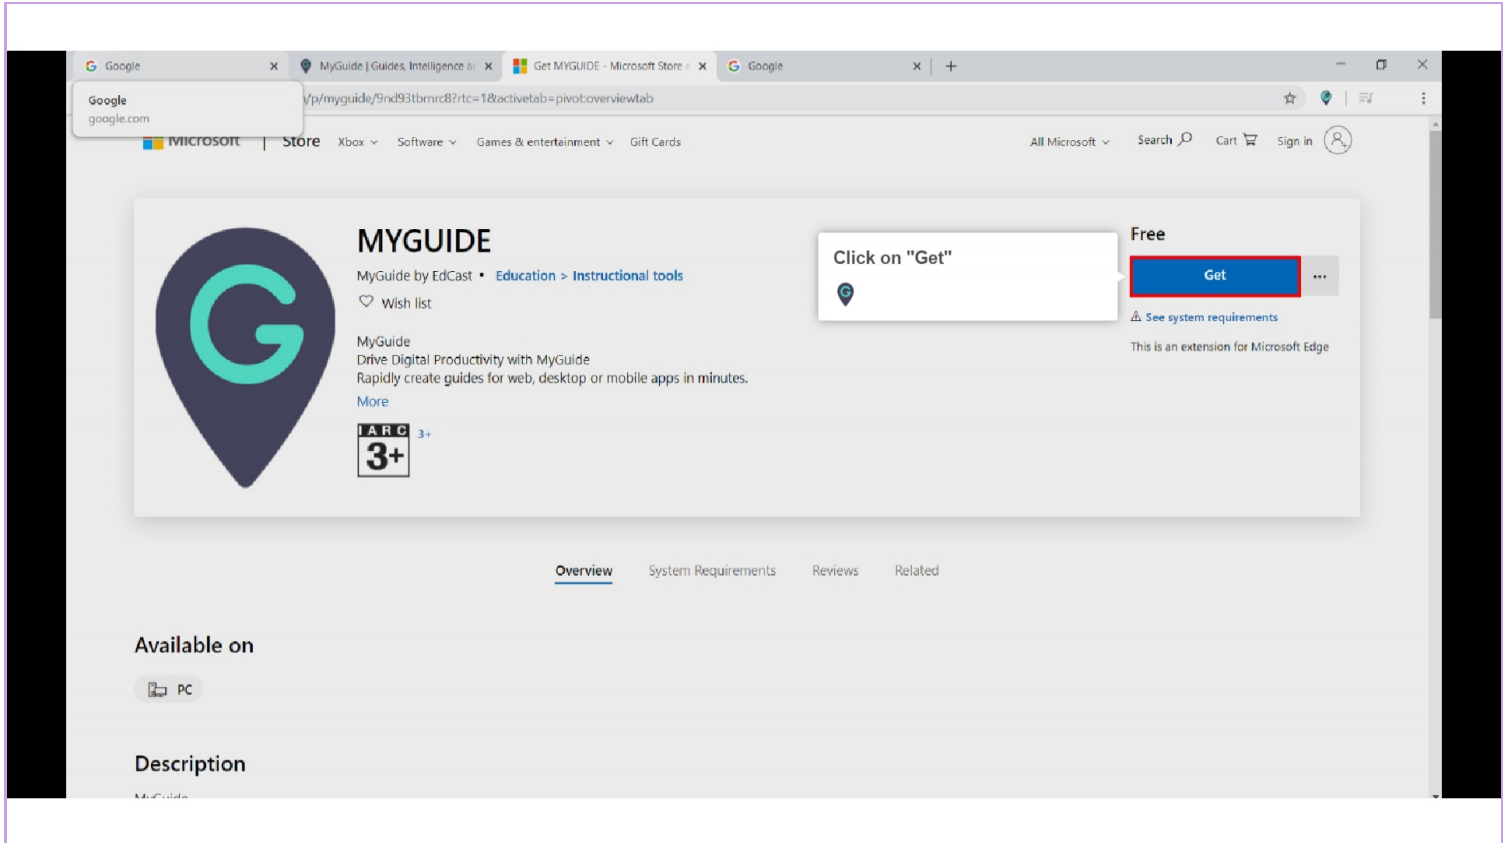 Google
MyGuide | Guides, Intelligence a
Get MYGUIDE - Microsoft Store
Google
Google
google.com
/p/myguide/9nd93tbmrc8?rtc=1&activetab=pivot:overviewtab
Microsoft
Store
Xbox
Software
Games & entertainment
Gift Cards
All Microsoft
Search
Cart
Sign in
MYGUIDE
MyGuide by EdCast • Education > Instructional tools
Wish list
MyGuide
Drive Digital Productivity with MyGuide
Rapidly create guides for web, desktop or mobile apps in minutes.
More
IARC
3+
3+
Click on "Get"
G
Free
Get
...
See system requirements
This is an extension for Microsoft Edge
Overview
System Requirements
Reviews
Related
Available on
PC
Description
MyGuide